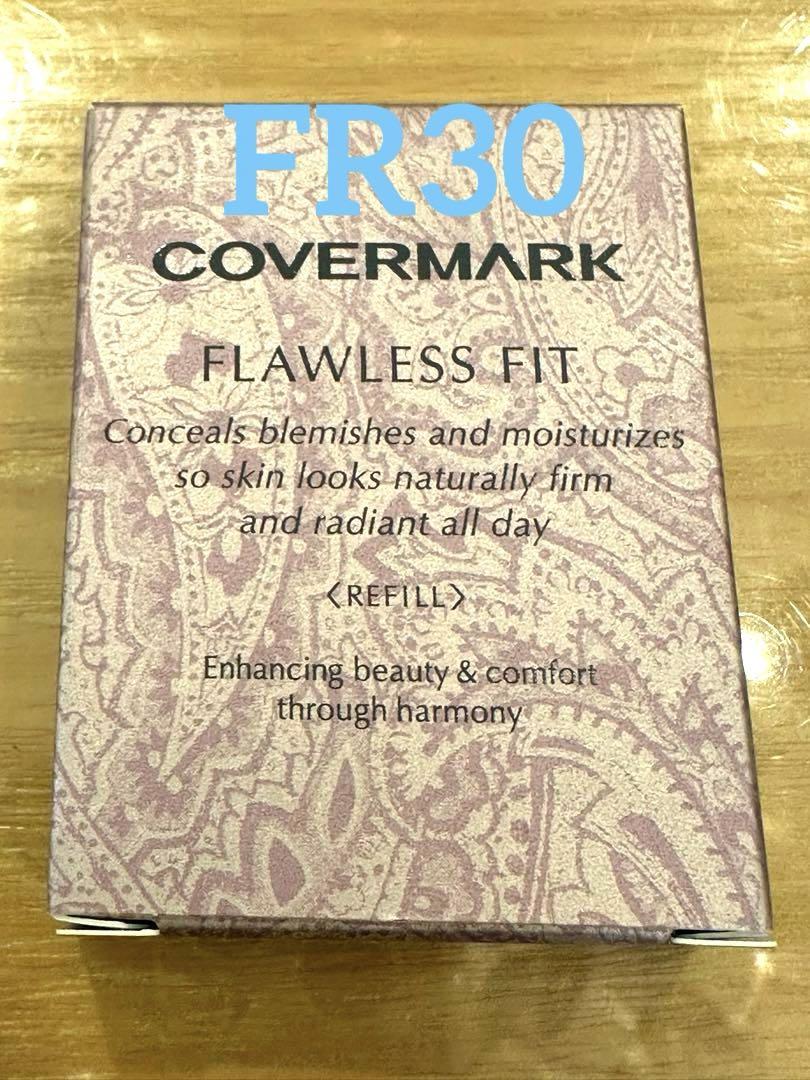 FR30
COVERMARK
FLAWLESS FIT
Conceals blemishes and moisturizes
so skin looks naturally firm
and radiant all day
〈REFILL〉
Enhancing beauty & comfort
through harmony